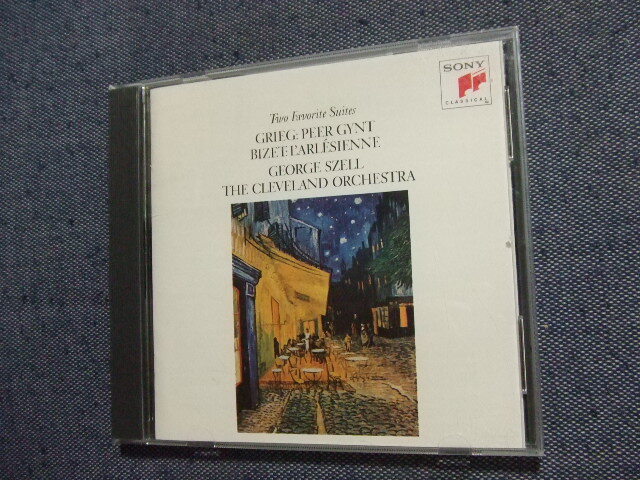 SONY
CLASSICAL
Two Favorite Suites
GRIEG: PEER GYNT
BIZET: L'ARLÉSIENNE
GEORGE SZELL
THE CLEVELAND ORCHESTRA